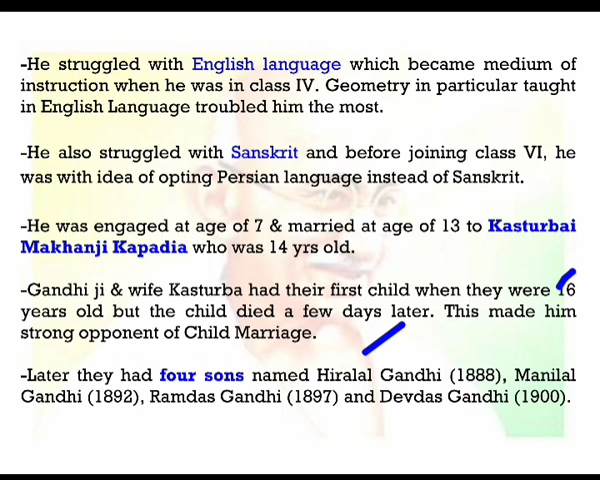 -He struggled with English language which became medium of
instruction when he was in class IV. Geometry in particular taught
in English Language troubled him the most.
-He also struggled with Sanskrit and before joining class VI, he
was with idea of opting Persian language instead of Sanskrit.
-He was engaged at age of 7 & married at age of 13 to Kasturbai
Makhanji Kapadia who was 14 yrs old.
-Gandhi ji & wife Kasturba had their first child when they were 16
years old but the child died a few days later. This made him
strong opponent of Child Marriage.
-Later they had four sons named Hiralal Gandhi (1888), Manilal
Gandhi (1892), Ramdas Gandhi (1897) and Devdas Gandhi (1900).